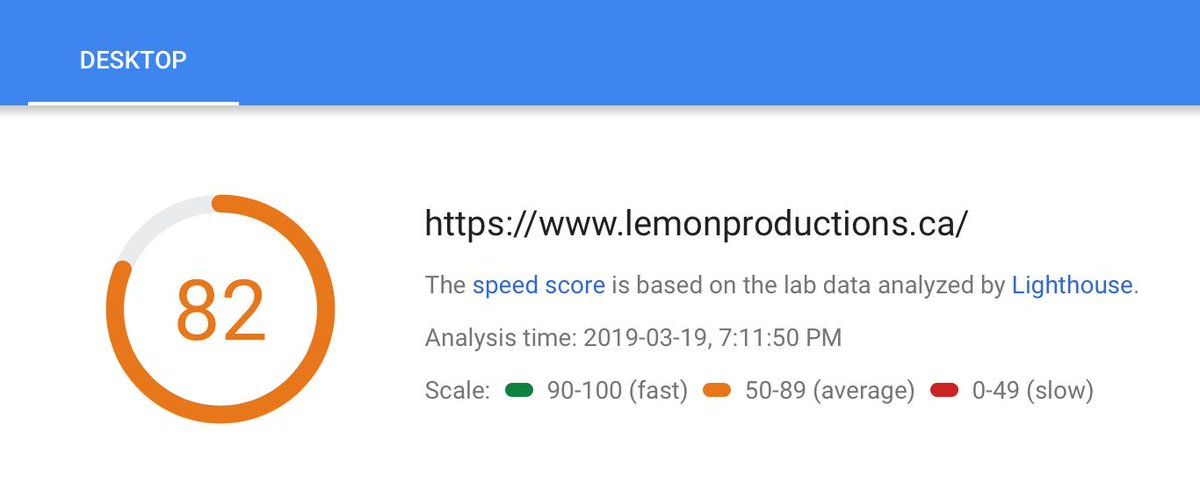 DESKTOP
82
https://www.lemonproductions.ca/
The speed score is based on the lab data analyzed by Lighthouse.
Analysis time: 2019-03-19, 7:11:50 PM
Scale: 90-100 (fast) 50-89 (average) 0-49 (slow)